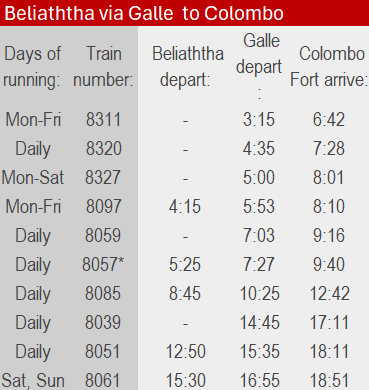 Beliaththa via Galle to Colombo
Days of running: Train number: Beliaththa depart: Galle depart : Colombo Fort arrive:
Mon-Fri 8311 - 3:15 6:42
Daily 8320 - 4:35 7:28
Mon-Sat 8327 - 5:00 8:01
Mon-Fri 8097 4:15 5:53 8:10
Daily 8059 - 7:03 9:16
Daily 8057* 5:25 7:27 9:40
Daily 8085 8:45 10:25 12:42
Daily 8039 - 14:45 17:11
Daily 8051 12:50 15:35 18:11
Sat, Sun 8061 15:30 16:55 18:51